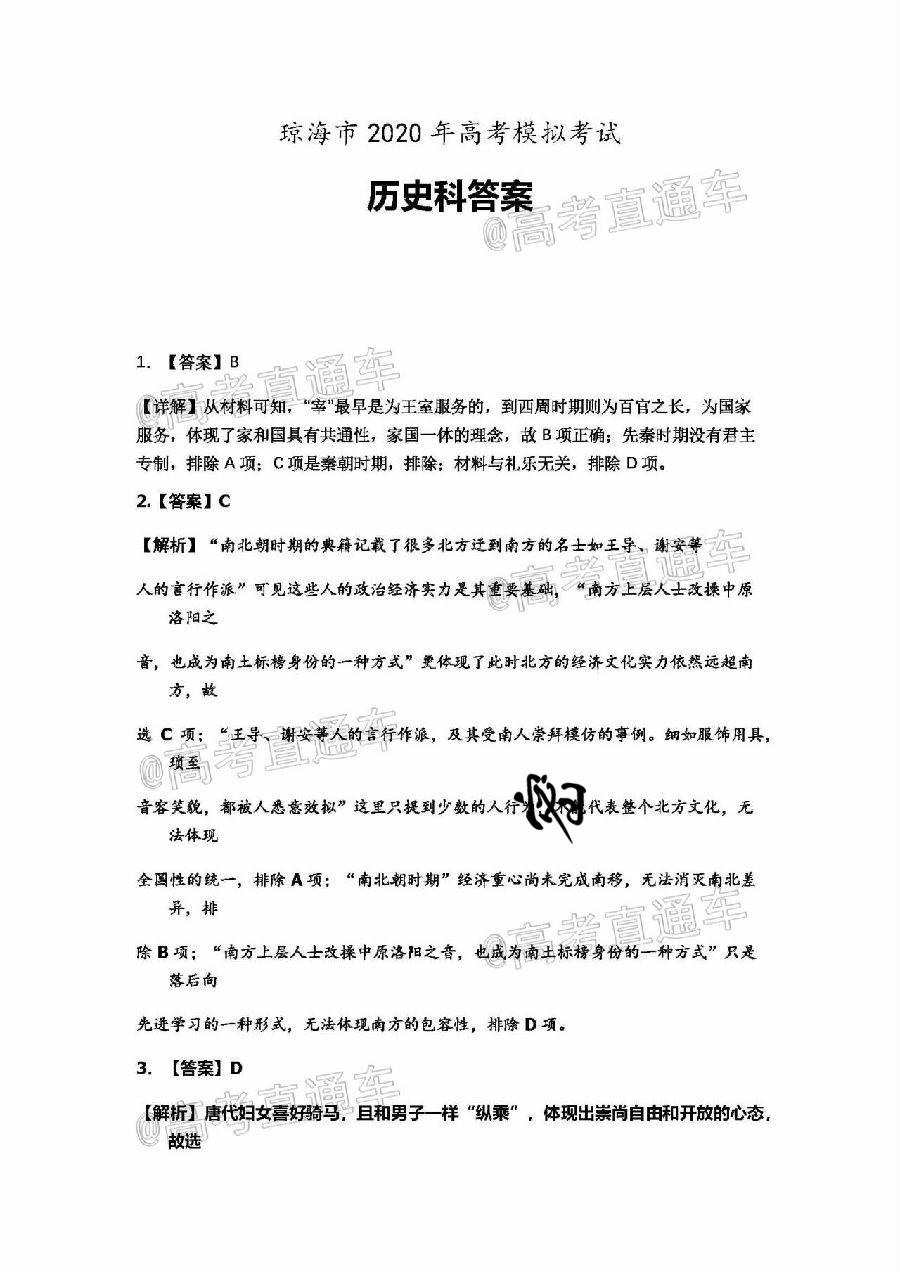 琼海市 2020 年高考模拟考试
历史科答案
@高考直通车
1. 【答案】B
@高考直通车
【详解】从材料可知，“宰”最早是为王室服务的，到西周时期则为百官之长，为国家
服务，体现了家和国具有共通性，家国一体的理念，故 B 项正确；先秦时期没有君主
专制，排除 A 项；C 项是秦朝时期，排除；材料与礼乐无关，排除 D 项。
2.【答案】C
【解析】“南北朝时期的典籍记载了很多北方迁到南方的名士如王导、谢安等
@高考直通车
人的言行作派”可见这些人的政治经济实力是其重要基础，“南方上层人士改操中原
洛阳之
音，也成为南土标榜身份的一种方式”更体现了此时北方的经济文化实力依然远超南
方，故
选 C 项；“王导、谢安等人的言行作派，及其受南人崇拜模仿的事例。细如服饰用具，
琐至
@高考直通车
音容笑貌，都被人悉意效拟”这里只提到少数的人行为，不能代表整个北方文化，无
法体现
全国性的统一，排除 A 项；“南北朝时期”经济重心尚未完成南移，无法消灭南北差
异，排
@高考直通车
除 B 项；“南方上层人士改操中原洛阳之音，也成为南土标榜身份的一种方式”只是
落后向
先进学习的一种形式，无法体现南方的包容性，排除 D 项。
3. 【答案】D
@高考直通车
【解析】唐代妇女喜好骑马，且和男子一样“纵乘”，体现出崇尚自由和开放的心态，
故选